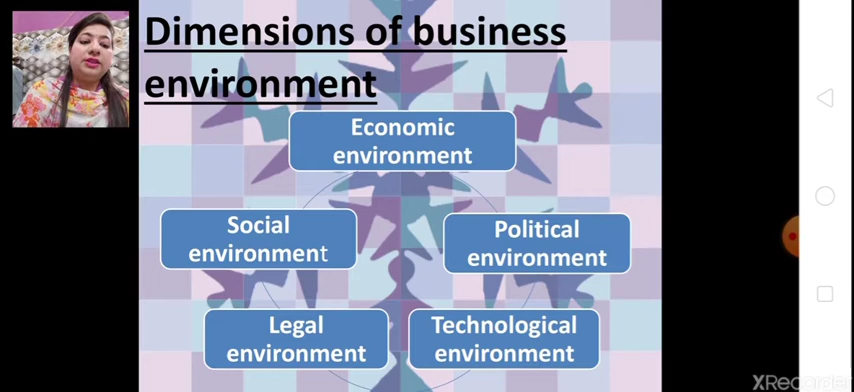 Dimensions of business
environment
Economic
environment
Social
environment
Political
environment
Legal
environment
Technological
environment
XRecorder